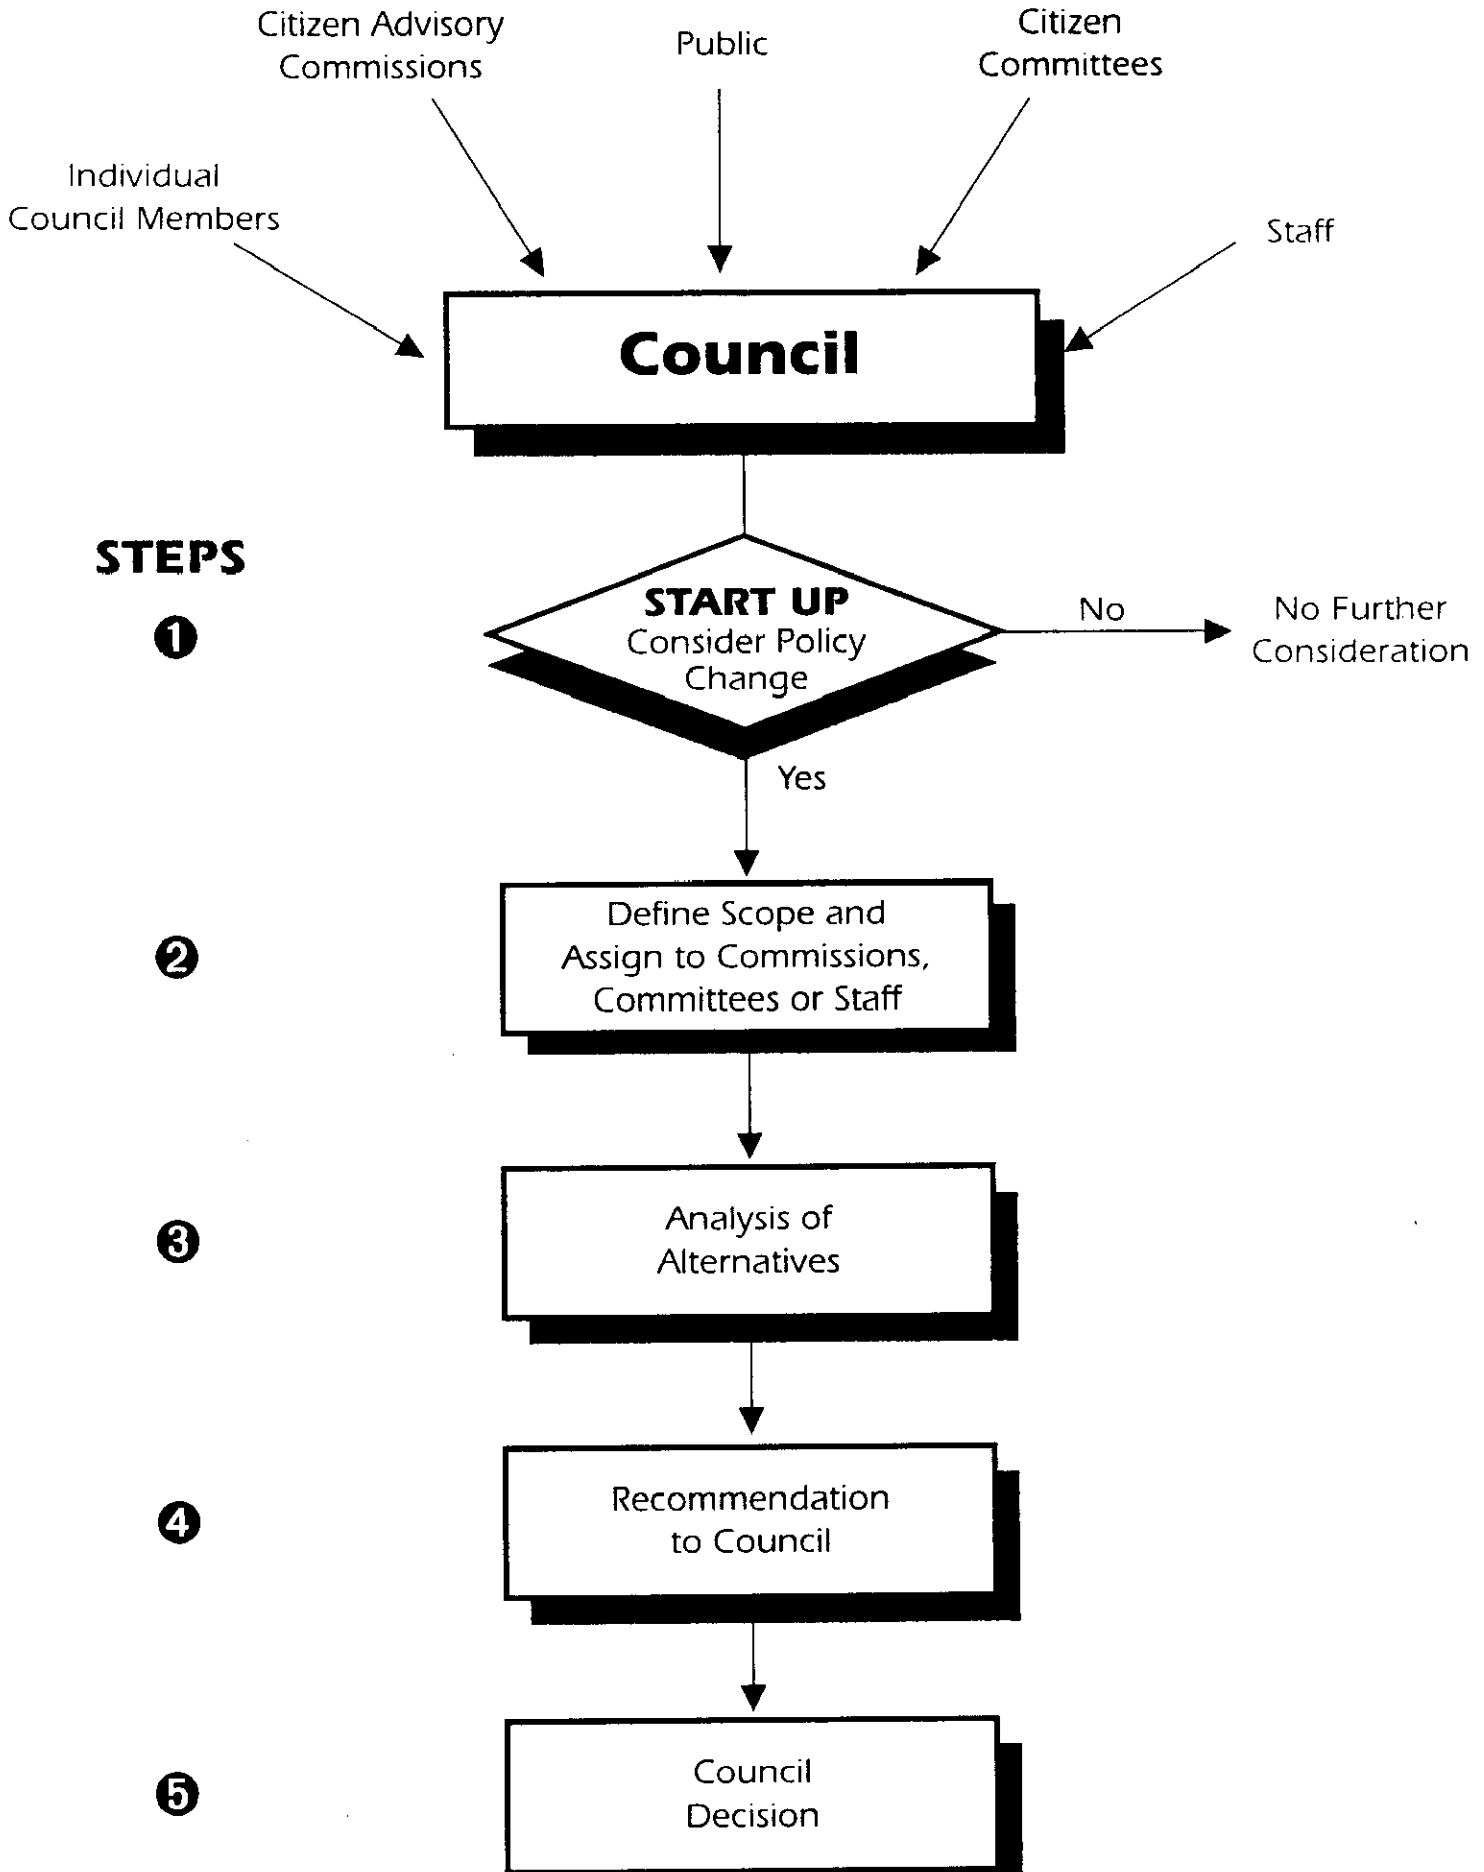 Citizen Advisory
Commissions
Public
Citizen
Committees
Individual
Council Members
Staff
Council
STEPS
1
START UP
Consider Policy
Change
No
No Further
Consideration
Yes
2
Define Scope and
Assign to Commissions,
Committees or Staff
3
Analysis of
Alternatives
4
Recommendation
to Council
5
Council
Decision